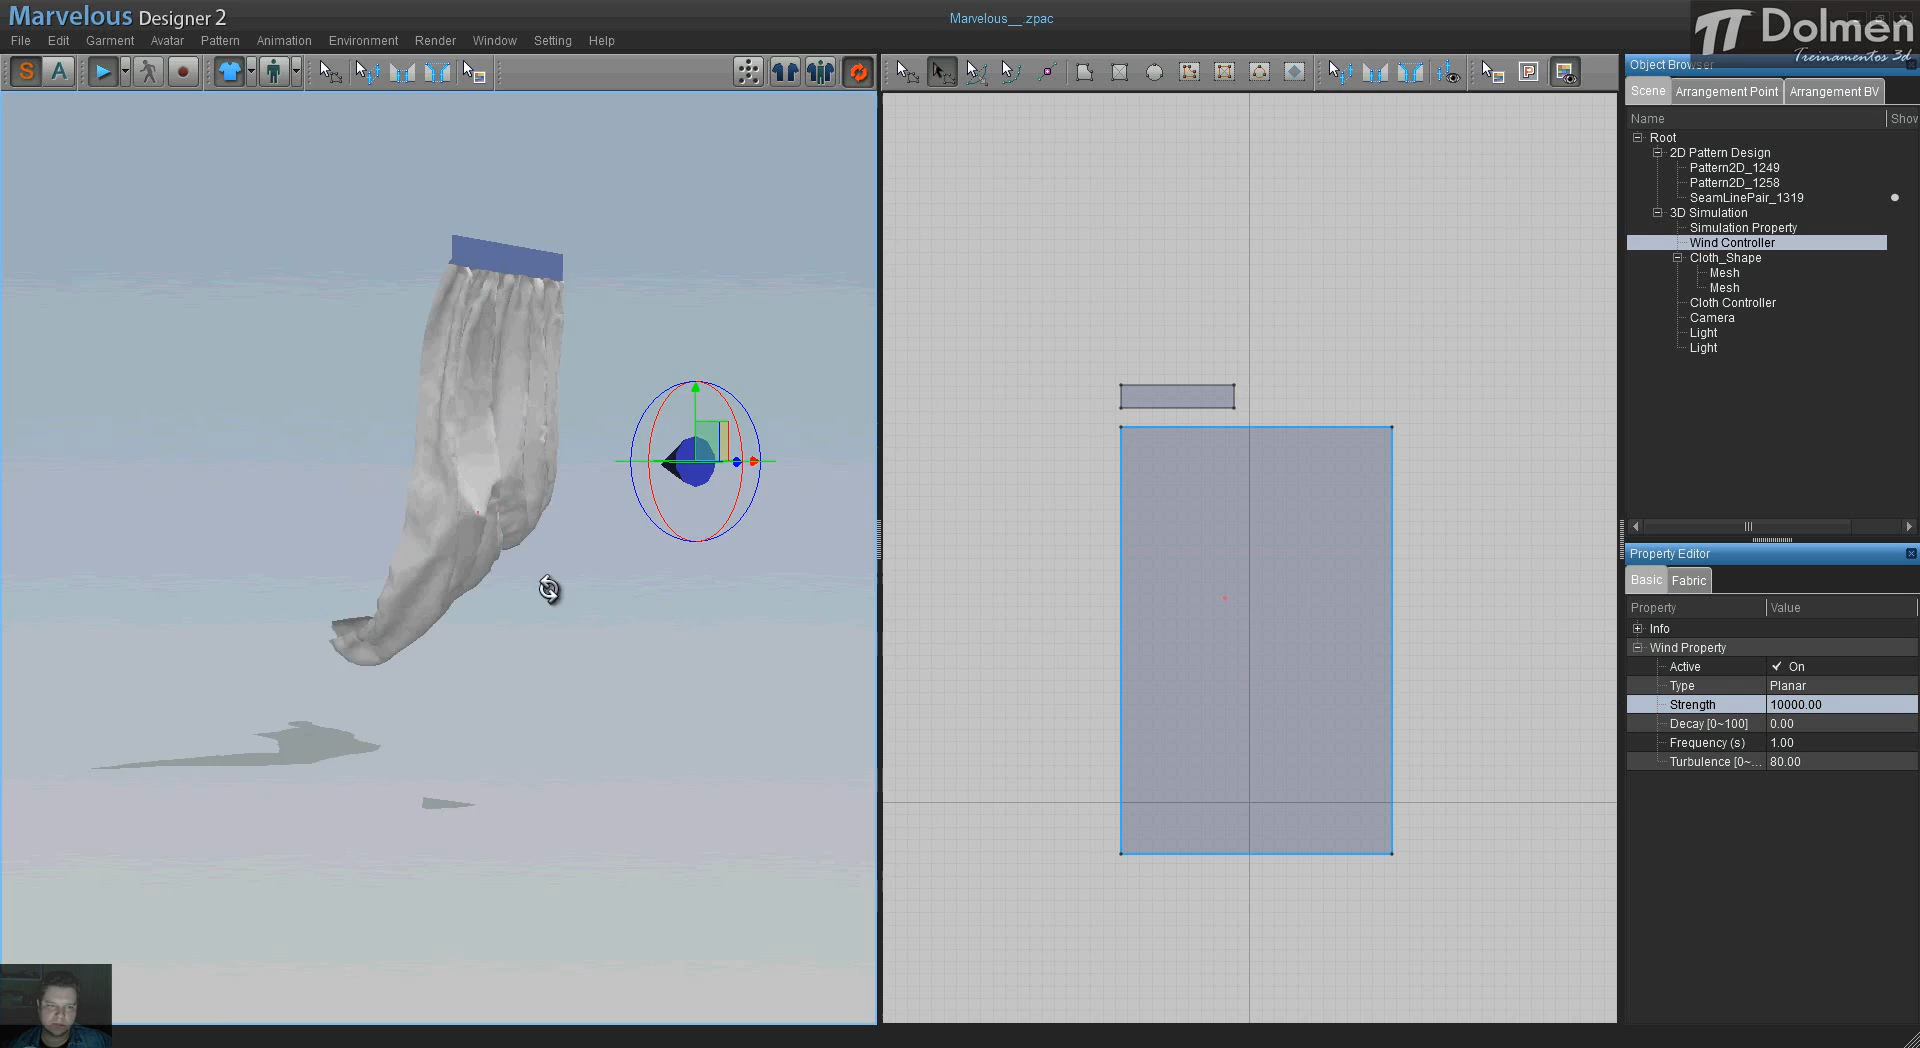 Marvelous Designer 2
Marvelous__.zpac
Dolmen
Treinamentos 3d
File Edit Garment Avatar Pattern Animation Environment Render Window Setting Help
S A
P
Object Browser
Scene Arrangement Point Arrangement BV
Name Show
Root
2D Pattern Design
Pattern2D_1249
Pattern2D_1258
SeamLinePair_1319
3D Simulation
Simulation Property
Wind Controller
Cloth_Shape
Mesh
Mesh
Cloth Controller
Camera
Light
Light
Property Editor
Basic Fabric
Property Value
Info
Wind Property
Active On
Type Planar
Strength 10000.00
Decay [0~100] 0.00
Frequency (s) 1.00
Turbulence [0~... 80.00